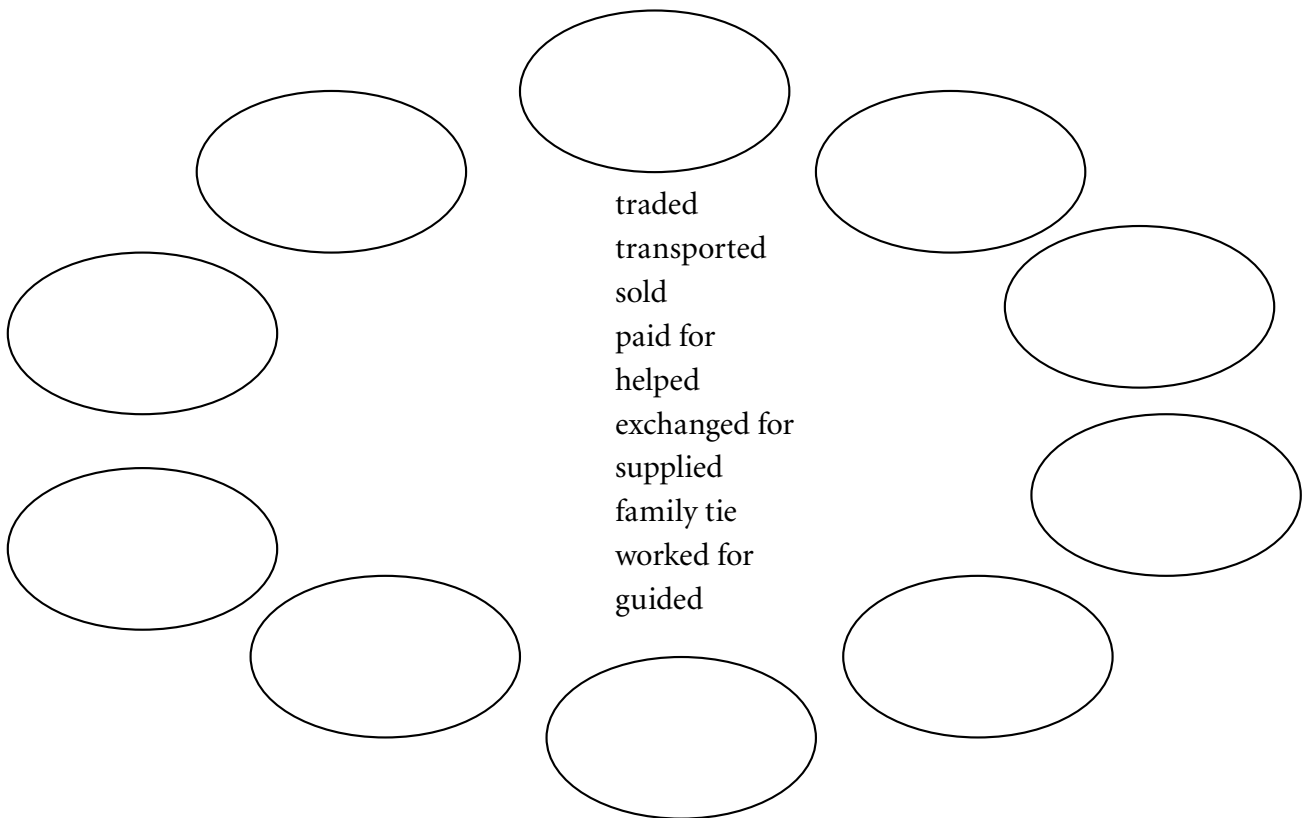 traded
transported
sold
paid for
helped
exchanged for
supplied
family tie
worked for
guided